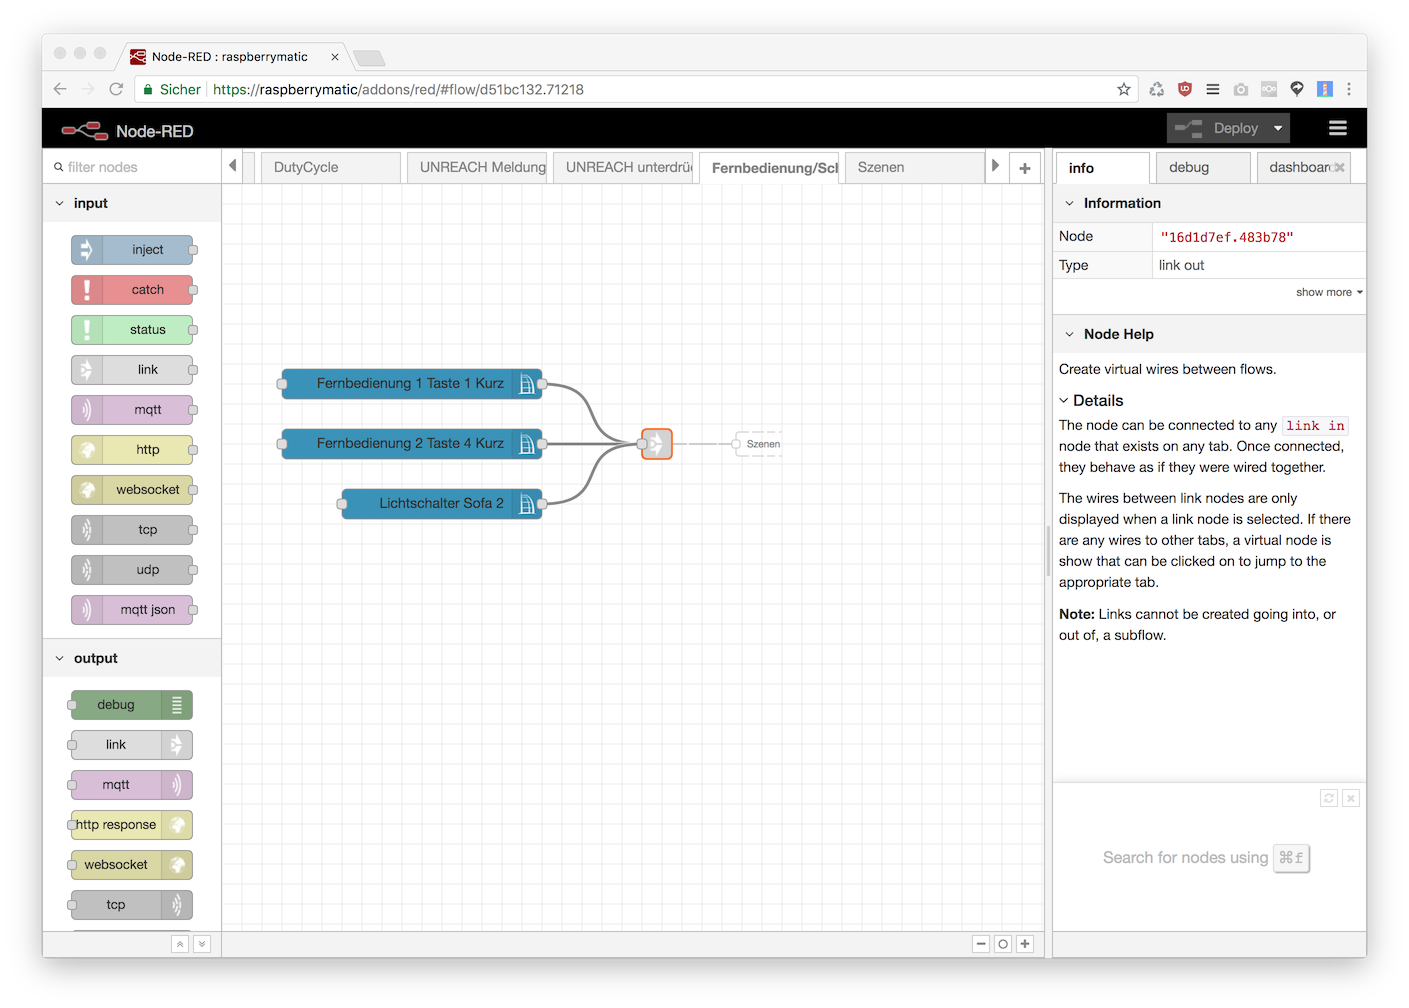 Node-RED : raspberrymatic
Sicher https://raspberrymatic/addons/red/#flow/d51bc132.71218
Node-RED
Deploy
filter nodes
DutyCycle
UNREACH Meldung
UNREACH unterdrü
Fernbedienung/Scl
Szenen
info
debug
dashboard
input
inject
catch
status
link
mqtt
http
websocket
tcp
udp
mqtt json
output
debug
link
mqtt
http response
websocket
tcp
Fernbedienung 1 Taste 1 Kurz
Fernbedienung 2 Taste 4 Kurz
Lichtschalter Sofa 2
Szenen
Information
Node "16d1d7ef.483b78"
Type link out
show more
Node Help
Create virtual wires between flows.
Details
The node can be connected to any link in
node that exists on any tab. Once connected,
they behave as if they were wired together.
The wires between link nodes are only
displayed when a link node is selected. If there
are any wires to other tabs, a virtual node is
show that can be clicked on to jump to the
appropriate tab.
Note: Links cannot be created going into, or
out of, a subflow.
Search for nodes using ⌘f